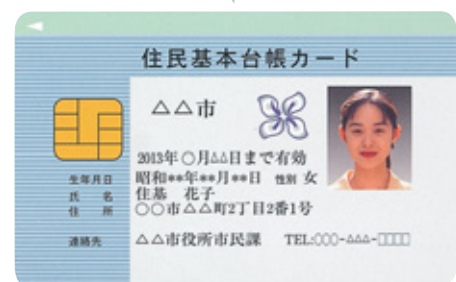 住民基本台帳カード
△△市
2013年○月△△日まで有効
生年月日 昭和**年**月**日 性別 女
氏名 住基 花子
住所 ○○市△△町2丁目2番1号
連絡先 △△市役所市民課 TEL:○○○-△△△-□□□□